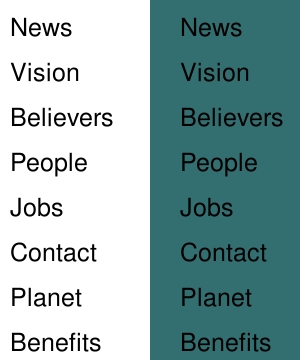 News
Vision
Believers
People
Jobs
Contact
Planet
Benefits
News
Vision
Believers
People
Jobs
Contact
Planet
Benefits